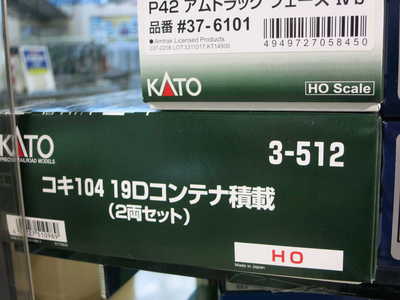 P42 アムトラック フェーズ Ⅳb
品番 #37-6101
Amtrak Licensed Products
4949727058450
KATO
HO Scale
KATO
PRECISION RAILROAD MODELS
3-512
コキ104 19Dコンテナ積載
(2両セット)
HO
Made in Japan